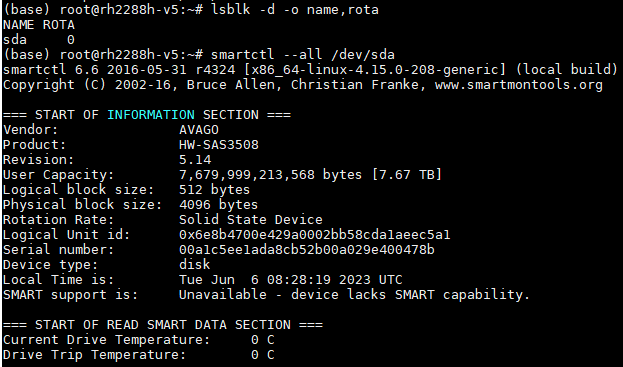 (base) root@rh2288h-v5:~# lsblk -d -o name,rota
NAME ROTA
sda     0
(base) root@rh2288h-v5:~# smartctl --all /dev/sda
smartctl 6.6 2016-05-31 r4324 [x86_64-linux-4.15.0-208-generic] (local build)
Copyright (C) 2002-16, Bruce Allen, Christian Franke, www.smartmontools.org

=== START OF INFORMATION SECTION ===
Vendor:               AVAGO
Product:              HW-SAS3508
Revision:             5.14
User Capacity:        7,679,999,213,568 bytes [7.67 TB]
Logical block size:   512 bytes
Physical block size:  4096 bytes
Rotation Rate:        Solid State Device
Logical Unit id:      0x6e8b4700e429a0002bb58cda1aeec5a1
Serial number:        00a1c5ee1ada8cb52b00a029e400478b
Device type:          disk
Local Time is:        Tue Jun  6 08:28:19 2023 UTC
SMART support is:     Unavailable - device lacks SMART capability.

=== START OF READ SMART DATA SECTION ===
Current Drive Temperature:     0 C
Drive Trip Temperature:        0 C